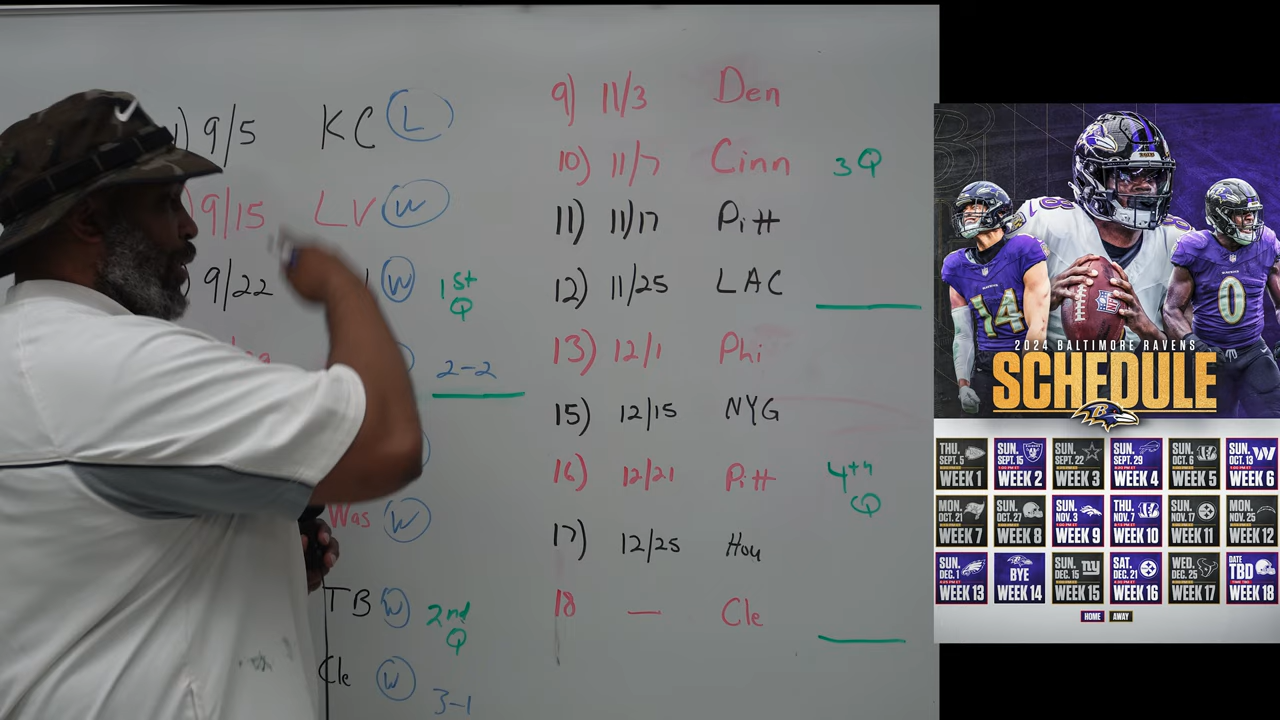 ) 9/5 KC L
) 9/15 LV W
) 9/22 W
1st
Q
2-2
Was W
TB W
2nd
Q
Cle W
3-1
9) 11/3 Den
10) 11/7 Cinn
3Q
11) 11/17 Pitt
12) 11/25 LAC
13) 12/1 Phi
15) 12/15 NYG
16) 12/21 Pitt
4th
Q
17) 12/25 Hou
18 — Cle
8 8
14
0
2024 BALTIMORE RAVENS
SCHEDULE
THU. SEPT. 5 WEEK 1
SUN. SEPT. 15 WEEK 2
SUN. SEPT. 22 WEEK 3
SUN. SEPT. 29 WEEK 4
SUN. OCT. 6 WEEK 5
SUN. OCT. 13 WEEK 6
MON. OCT. 21 WEEK 7
SUN. OCT. 27 WEEK 8
SUN. NOV. 3 WEEK 9
THU. NOV. 7 WEEK 10
SUN. NOV. 17 WEEK 11
MON. NOV. 25 WEEK 12
SUN. DEC. 1 WEEK 13
BYE WEEK 14
SUN. DEC. 15 ny WEEK 15
SAT. DEC. 21 WEEK 16
WED. DEC. 25 WEEK 17
DATE TBD WEEK 18
HOME AWAY